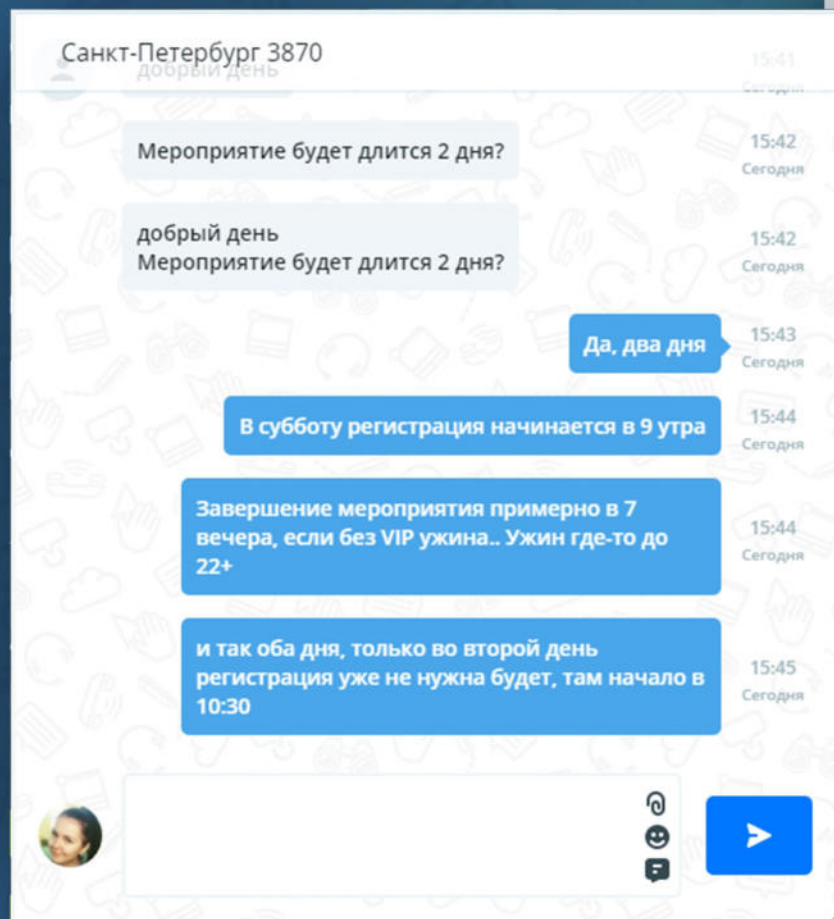 Санкт-Петербург 3870
добрый день
15:41
Сегодня
Мероприятие будет длится 2 дня?
15:42
Сегодня
добрый день
Мероприятие будет длится 2 дня?
15:42
Сегодня
Да, два дня
15:43
Сегодня
В субботу регистрация начинается в 9 утра
15:44
Сегодня
Завершение мероприятия примерно в 7
вечера, если без VIP ужина.. Ужин где-то до
22+
15:44
Сегодня
и так оба дня, только во второй день
регистрация уже не нужна будет, там начало в
10:30
15:45
Сегодня